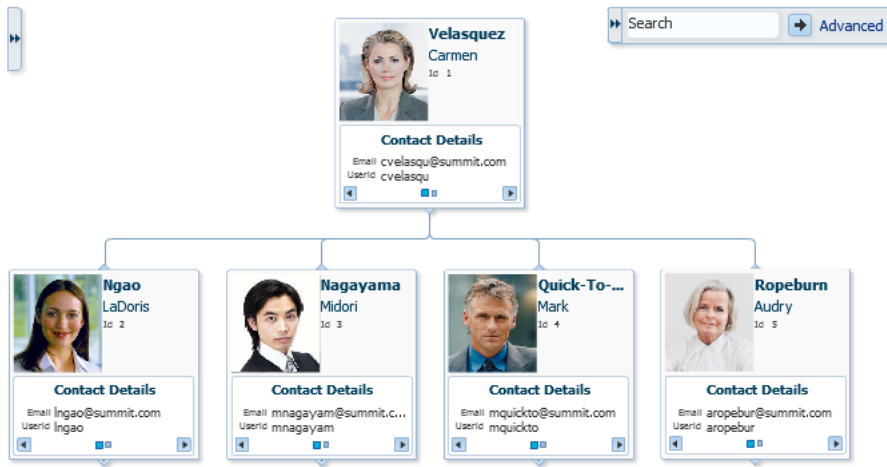 Search
Advanced
Velasquez
Carmen
Id 1
Contact Details
Email cvelasqu@summit.com
UserId cvelasqu
Ngao
LaDoris
Id 2
Contact Details
Email lngao@summit.com
UserId lngao
Nagayama
Midori
Id 3
Contact Details
Email mnagayam@summit.c...
UserId mnagayam
Quick-To-...
Mark
Id 4
Contact Details
Email mquickto@summit.com
UserId mquickto
Ropeburn
Audry
Id 5
Contact Details
Email aropebur@summit.com
UserId aropebur